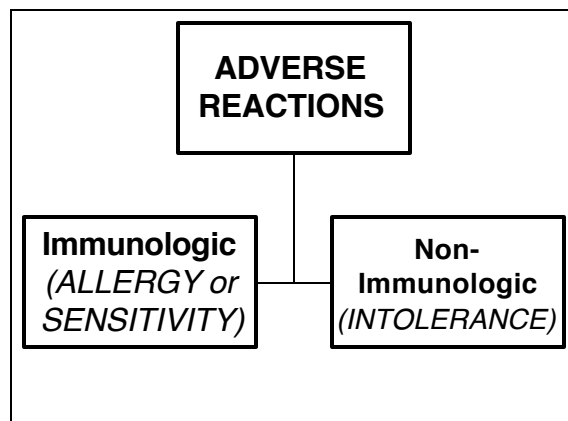 ADVERSE
REACTIONS
Immunologic
(ALLERGY or
SENSITIVITY)
Non-
Immunologic
(INTOLERANCE)